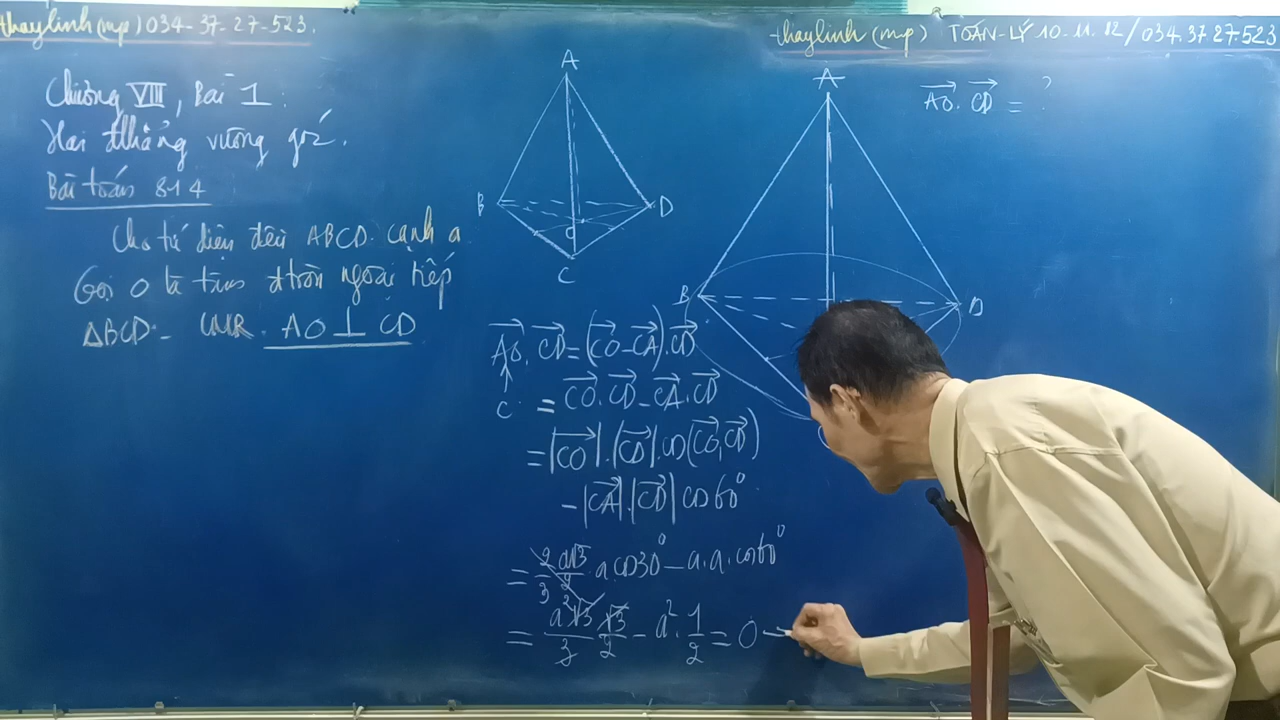 thaylinh (mp) 034-37-27-523.
thaylinh (mp) TOÁN-LÝ 10-11-12/034.37 27.523
Chương VIII, Bài 1:
Hai đthẳng vuông góc.
Bài toán 814
Cho tứ diện đều ABCD. cạnh a
Gọi O là tâm đtròn ngoại tiếp
ΔBCD. CMR. AO ⊥ CD
A
B
D
O
C
A
B
D
C
AO→. CD→ = ?
AO→. CD→ = (CO→ - CA→). CD→
↑
C
= CO→. CD→ - CA→. CD→
= |CO→|. |CD→|. cos(CO→, CD→)
- |CA→|. |CD→| cos 60°
= 2/3 a√3/2 a cos30° - a.a. cos60°
= a²√3/3 √3/2 - a². 1/2 = 0